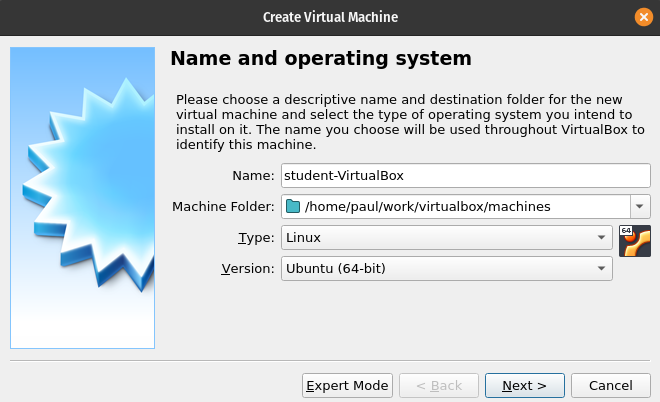 Create Virtual Machine
Name and operating system
Please choose a descriptive name and destination folder for the new
virtual machine and select the type of operating system you intend to
install on it. The name you choose will be used throughout VirtualBox to
identify this machine.
Name: student-VirtualBox
Machine Folder: /home/paul/work/virtualbox/machines
Type: Linux
64
Version: Ubuntu (64-bit)
Expert Mode < Back Next > Cancel